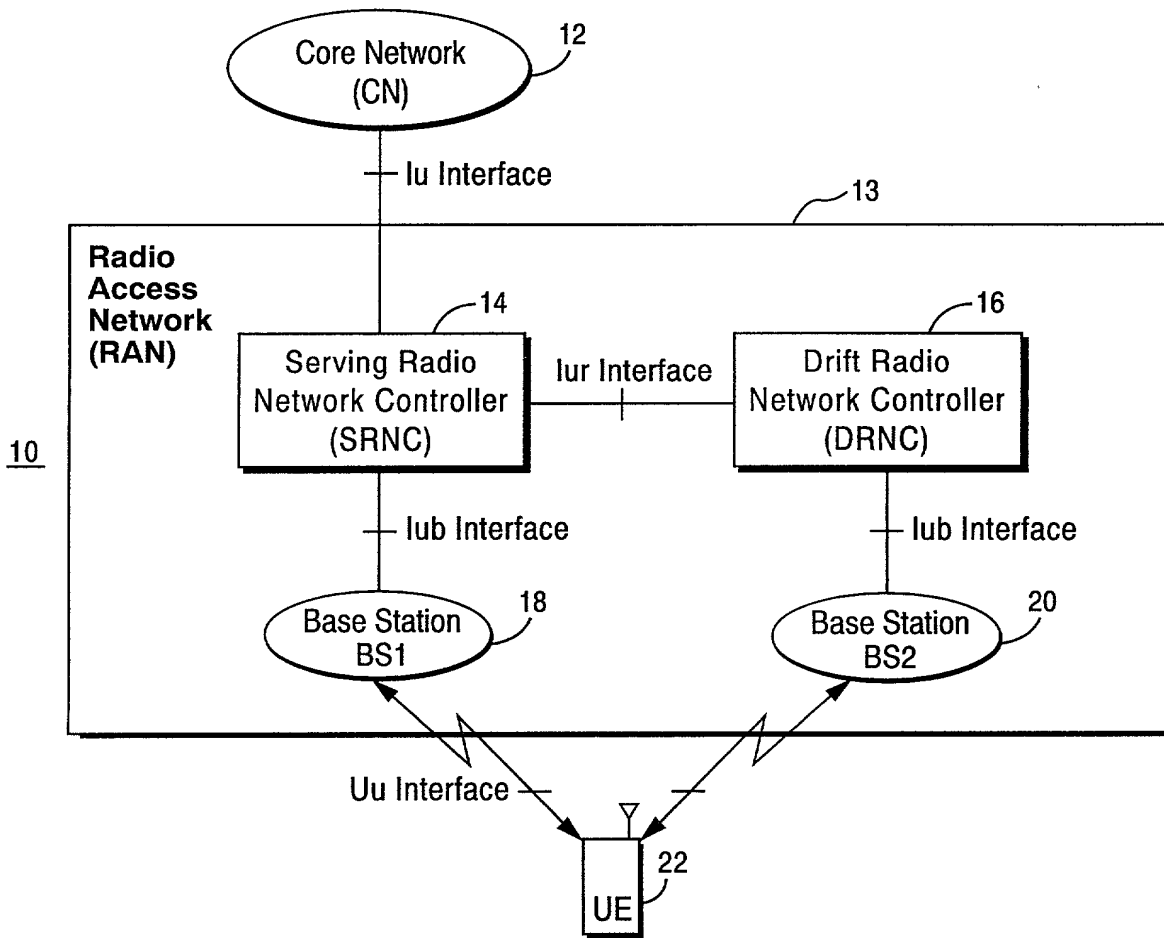 Core Network
(CN)
12
Iu Interface
13
Radio
Access
Network
(RAN)
14
16
Serving Radio
Network Controller
(SRNC)
Iur Interface
Drift Radio
Network Controller
(DRNC)
10
Iub Interface
Iub Interface
Base Station
BS1
18
Base Station
BS2
20
Uu Interface
UE
22